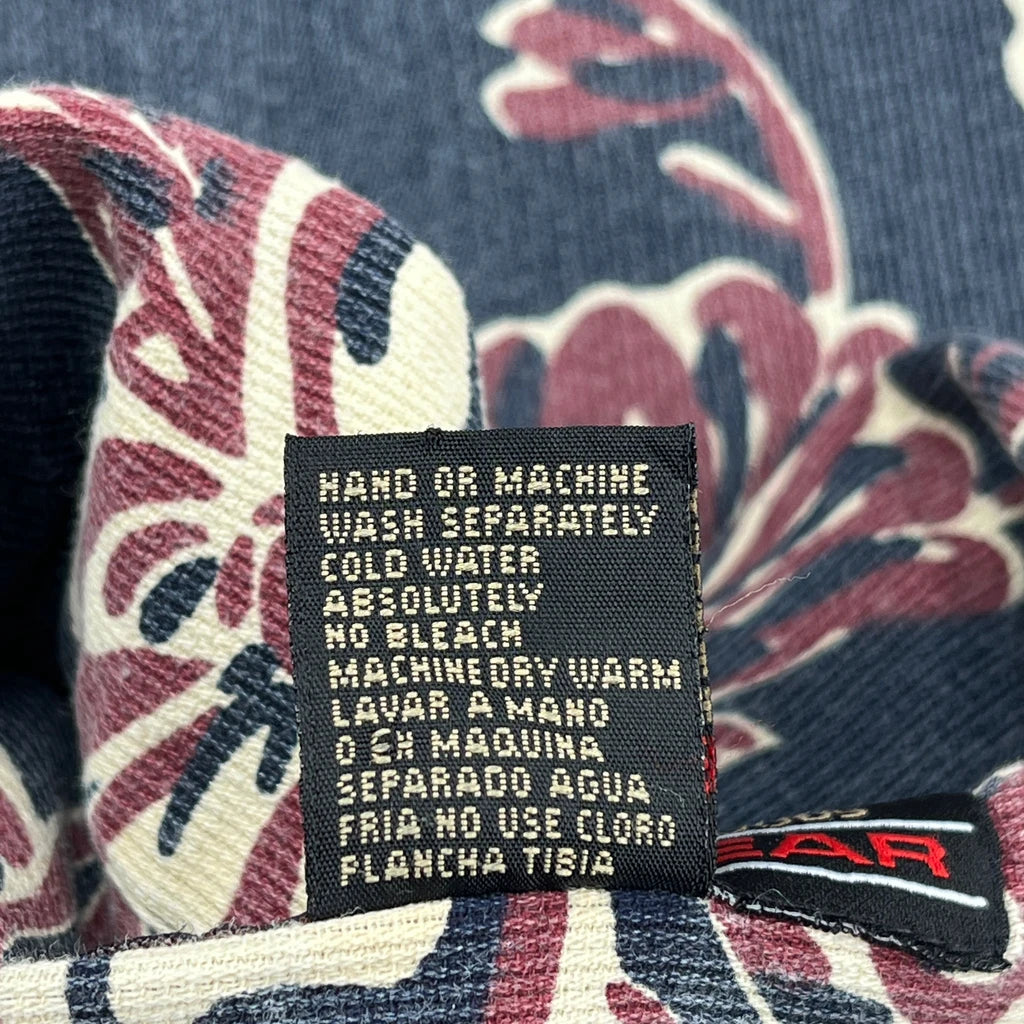 HAND OR MACHINE
WASH SEPARATELY
COLD WATER
ABSOLUTELY
NO BLEACH
MACHINE DRY WARM
LAVAR A MANO
O EN MAQUINA
SEPARADO AGUA
FRIA NO USE CLORO
PLANCHA TIBIA
EAR